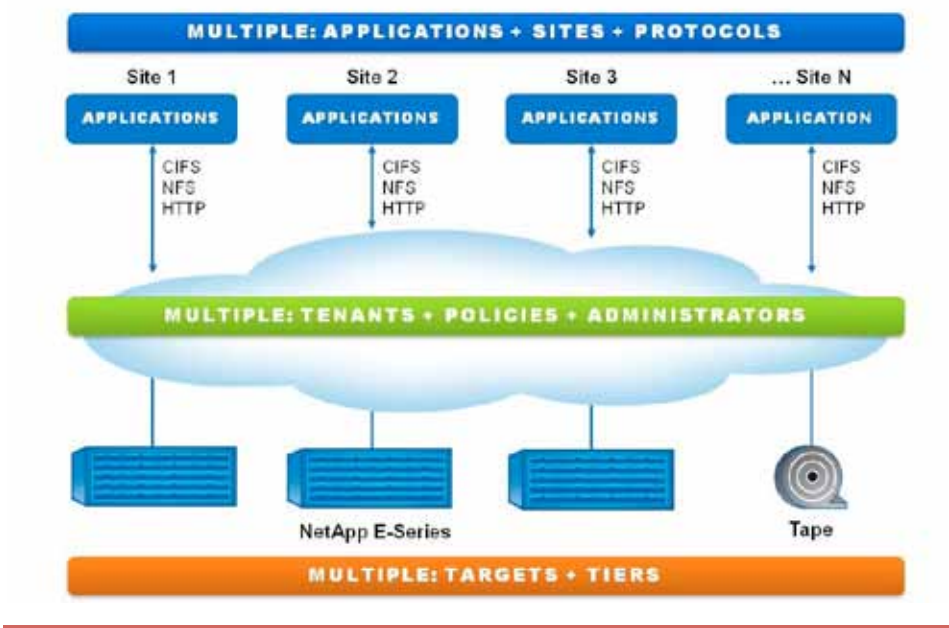 MULTIPLE: APPLICATIONS + SITES + PROTOCOLS
Site 1
Site 2
Site 3
... Site N
APPLICATIONS
APPLICATIONS
APPLICATIONS
APPLICATION
CIFS
NFS
HTTP
CIFS
NFS
HTTP
CIFS
NFS
HTTP
CIFS
NFS
HTTP
MULTIPLE: TENANTS + POLICIES + ADMINISTRATORS
NetApp E-Series
Tape
MULTIPLE: TARGETS + TIERS